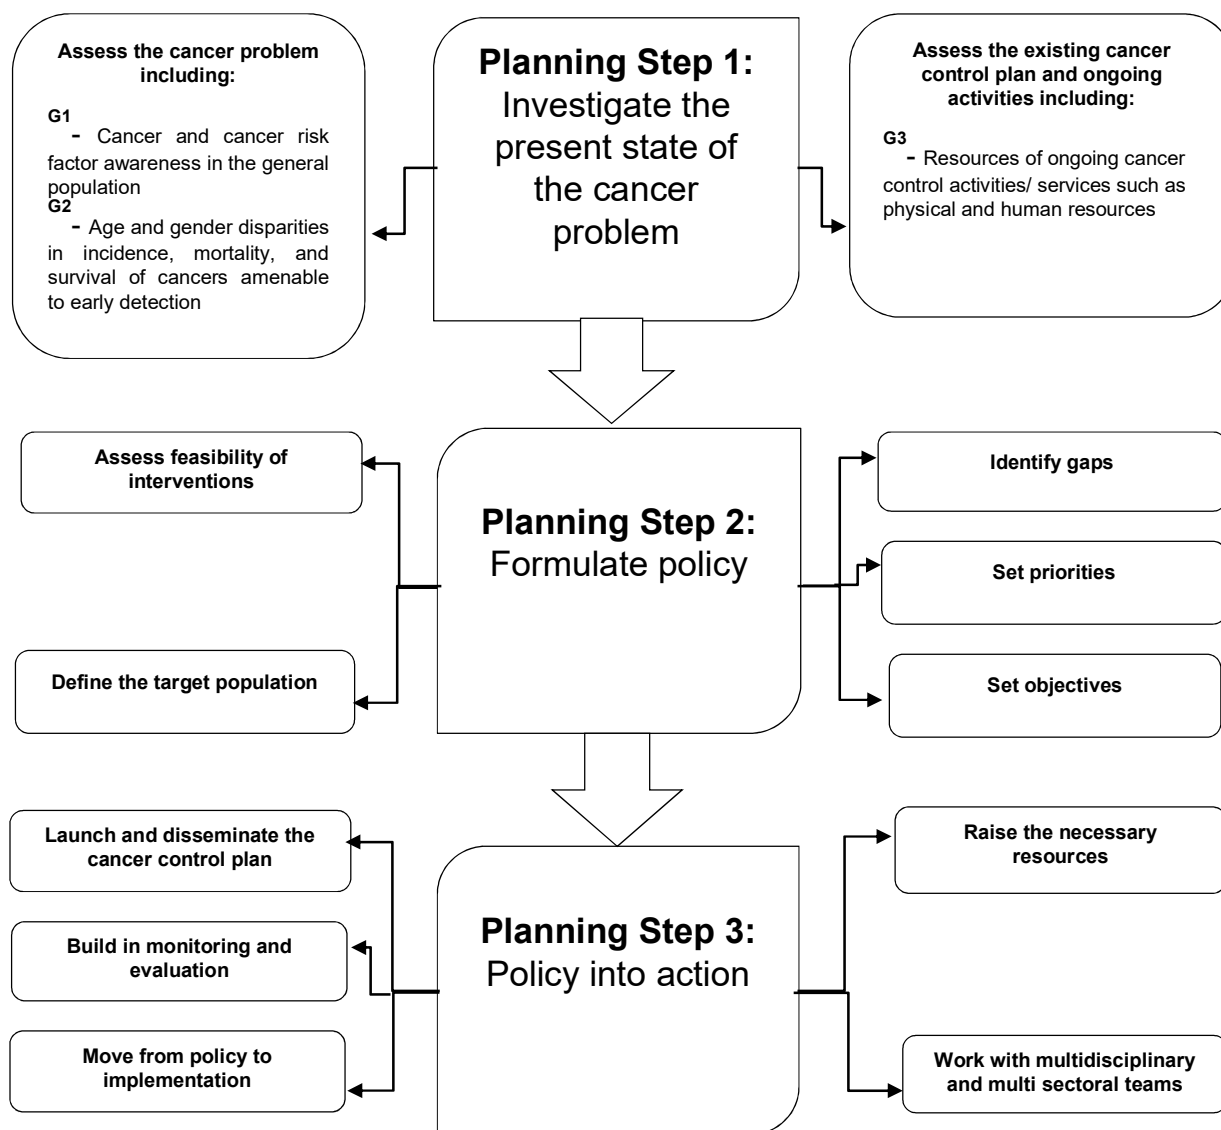 Assess the cancer problem
including:
G1
- Cancer and cancer risk
factor awareness in the general
population
G2
- Age and gender disparities
in incidence, mortality, and
survival of cancers amenable
to early detection
Planning Step 1:
Investigate the
present state of
the cancer
problem
Assess the existing cancer
control plan and ongoing
activities including:
G3
- Resources of ongoing cancer
control activities/ services such as
physical and human resources
Assess feasibility of
interventions
Define the target population
Planning Step 2:
Formulate policy
Identify gaps
Set priorities
Set objectives
Launch and disseminate the
cancer control plan
Build in monitoring and
evaluation
Move from policy to
implementation
Planning Step 3:
Policy into action
Raise the necessary
resources
Work with multidisciplinary
and multi sectoral teams